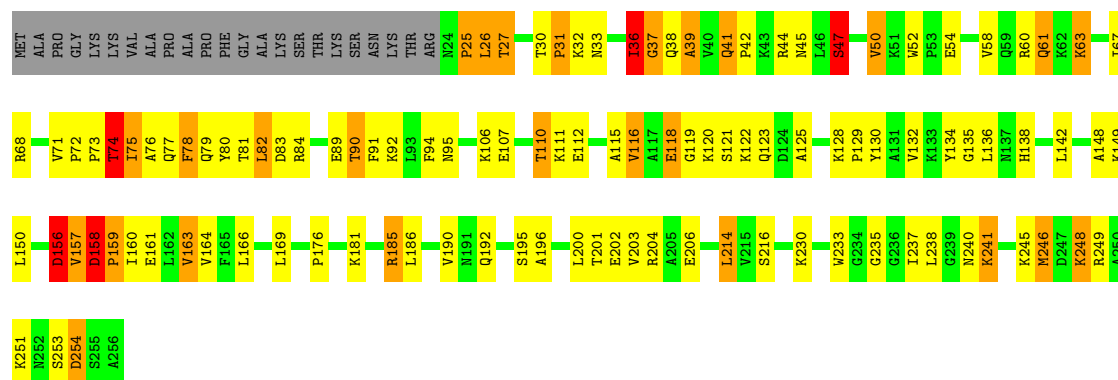 MET ALA PRO GLY LYS LYS VAL ALA PRO ALA PRO PHE GLY ALA LYS SER THR LYS SER ASN LYS THR ARG N24 P25 L26 T27 T30 P31 K32 N33 I36 G37 Q38 A39 V40 Q41 P42 K43 R44 N45 L46 S47 V50 K51 W52 P53 E54 V58 Q59 R60 Q61 K62 K63 I67
R68 V71 P72 P73 T74 I75 A76 Q77 F78 Q79 Y80 T81 L82 D83 R84 E89 T90 F91 K92 L93 F94 N95 K106 E107 T110 K111 E112 A115 V116 A117 E118 G119 K120 S121 K122 Q123 D124 A125 K128 P129 Y130 A131 V132 K133 Y134 G135 L136 N137 H138 L142 A148 K149
L150 D156 V157 D158 P159 I160 E161 L162 V163 V164 F165 L166 L169 P176 K181 R185 L186 V190 N191 Q192 S195 A196 L200 T201 E202 V203 R204 A205 E206 L214 V215 S216 K230 W233 G234 G235 G236 I237 L238 G239 N240 K241 K245 M246 D247 K248 R249 A250
K251 N252 S253 D254 S255 A256